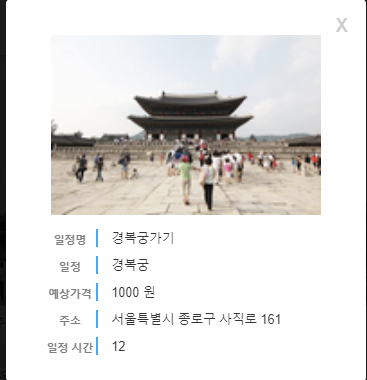 X
일정명 경복궁가기
일정 경복궁
예상가격 1000 원
주소 서울특별시 종로구 사직로 161
일정 시간 12